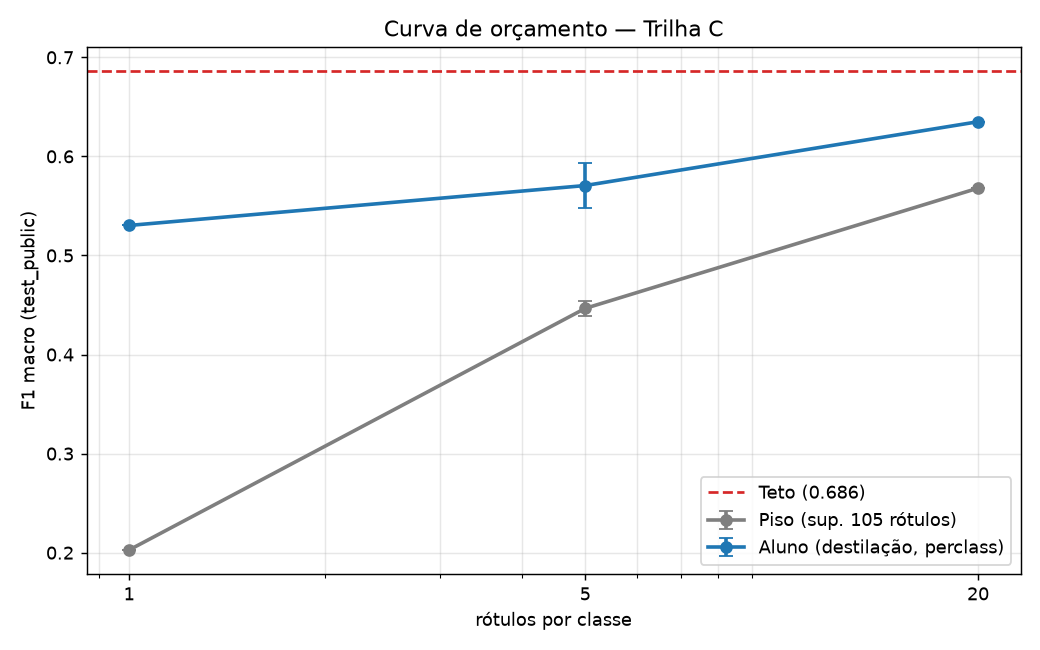 Curva de orçamento — Trilha C
F1 macro (test_public)
0.7
0.6
0.5
0.4
0.3
0.2
1
5
20
rótulos por classe
Teto (0.686)
Piso (sup. 105 rótulos)
Aluno (destilação, perclass)